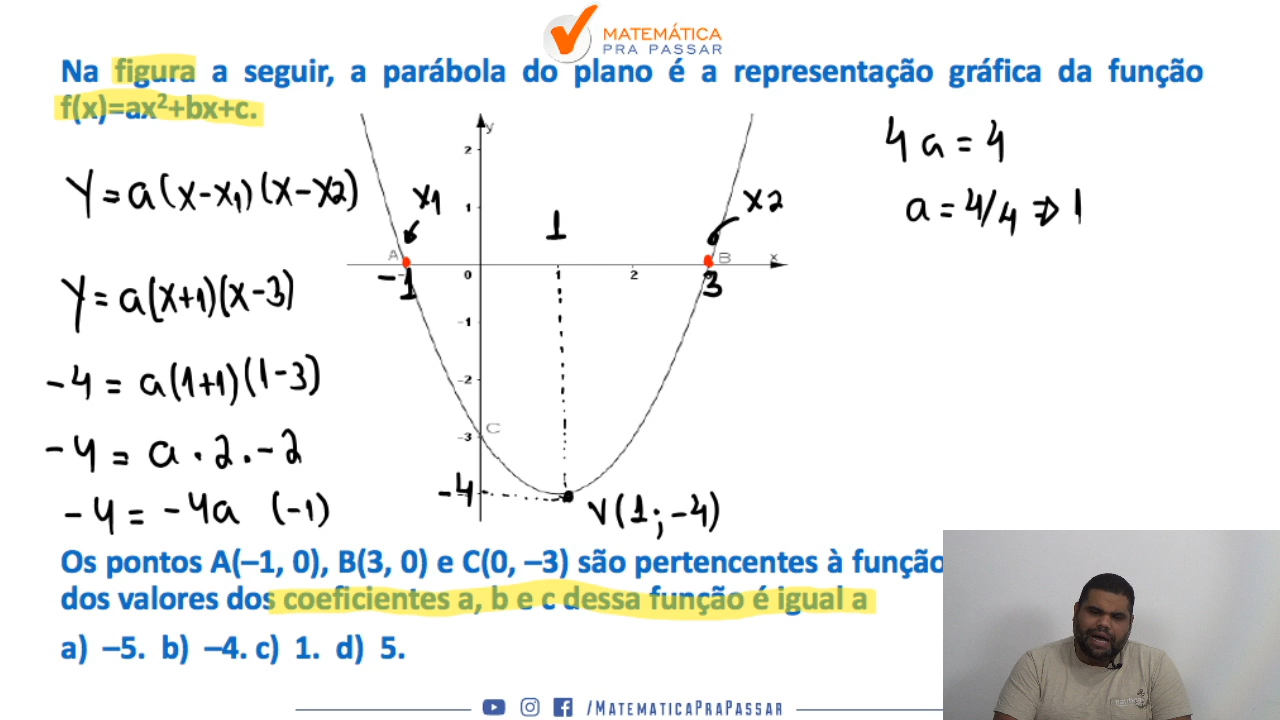 MATEMÁTICA
PRA PASSAR
Na figura a seguir, a parábola do plano é a representação gráfica da função
f(x)=ax²+bx+c.
Y=a(x-x1)(x-x2)
Y=a(x+1)(x-3)
-4=a(1+1)(1-3)
-4=a.2.-2
-4=-4a (-1)
y
2
1
x1
1
x2
A
B
x
-1
0
1
2
3
-1
-2
-3
C
-4
V(1;-4)
4a=4
a=4/4⇒1
Os pontos A(–1, 0), B(3, 0) e C(0, –3) são pertencentes à função
dos valores dos coeficientes a, b e c dessa função é igual a
a) –5. b) –4. c) 1. d) 5.
/MATEMATICAPRAPASSAR